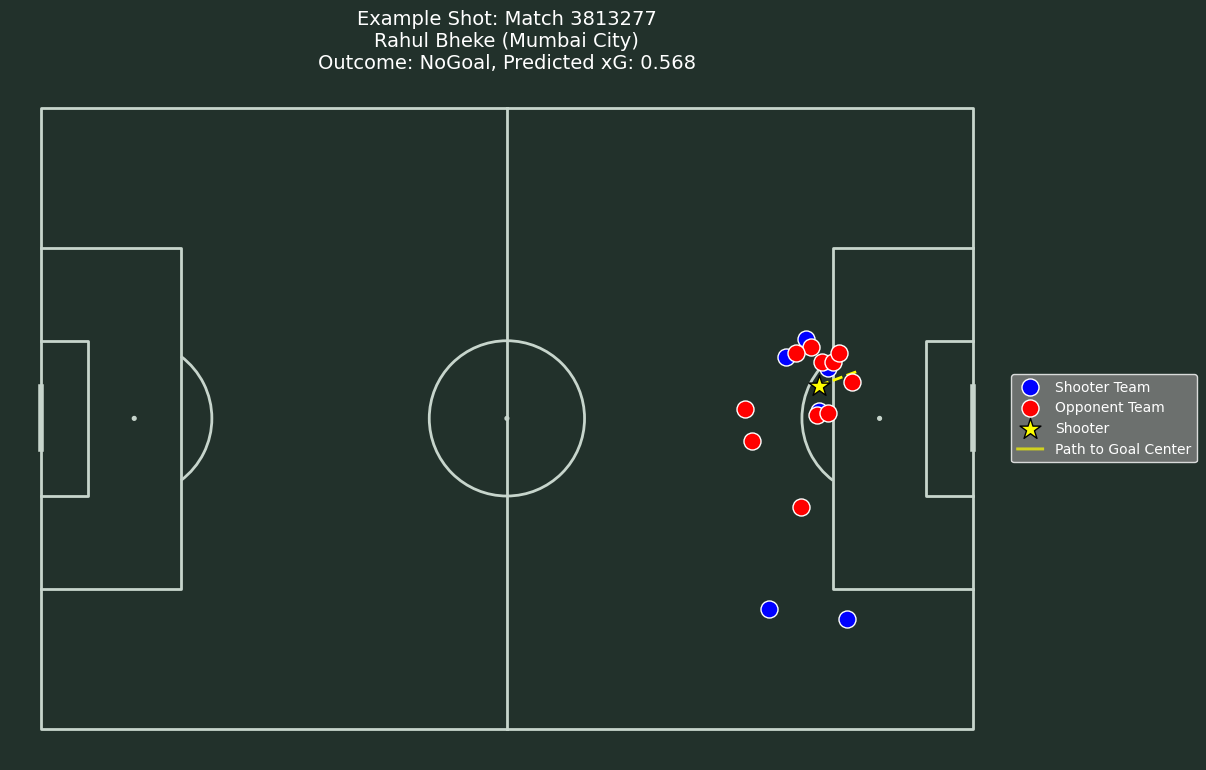 Example Shot: Match 3813277
Rahul Bheke (Mumbai City)
Outcome: NoGoal, Predicted xG: 0.568
Shooter Team
Opponent Team
Shooter
Path to Goal Center